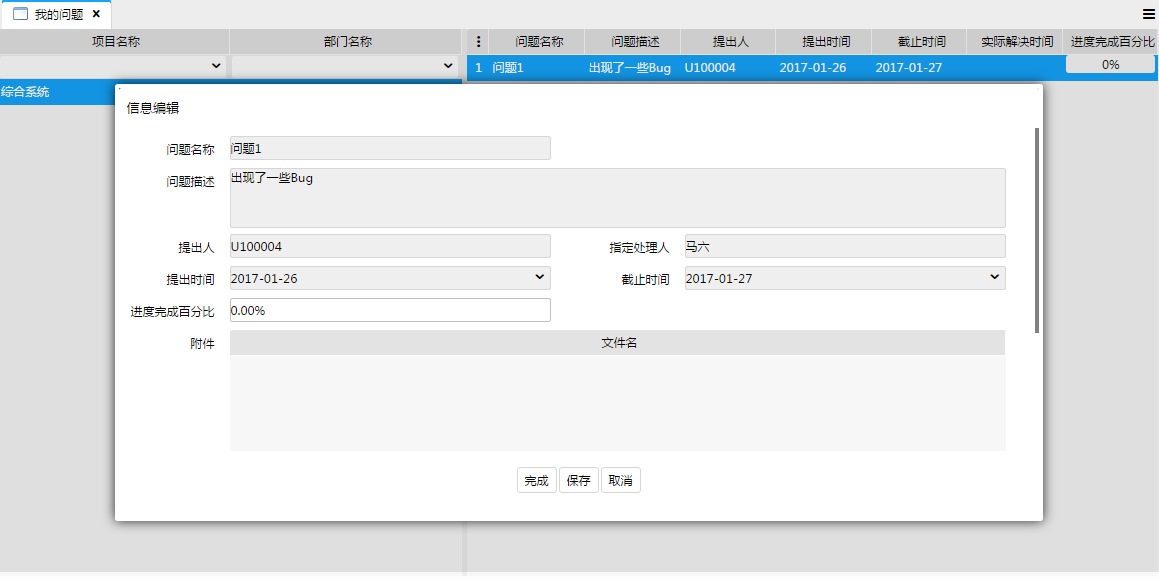 我的问题 ×
项目名称 部门名称 问题名称 问题描述 提出人 提出时间 截止时间 实际解决时间 进度完成百分比
1 问题1 出现了一些Bug U100004 2017-01-26 2017-01-27 0%
综合系统
信息编辑
问题名称 问题1
问题描述 出现了一些Bug
提出人 U100004 指定处理人 马六
提出时间 2017-01-26 截止时间 2017-01-27
进度完成百分比 0.00%
附件 文件名
完成 保存 取消